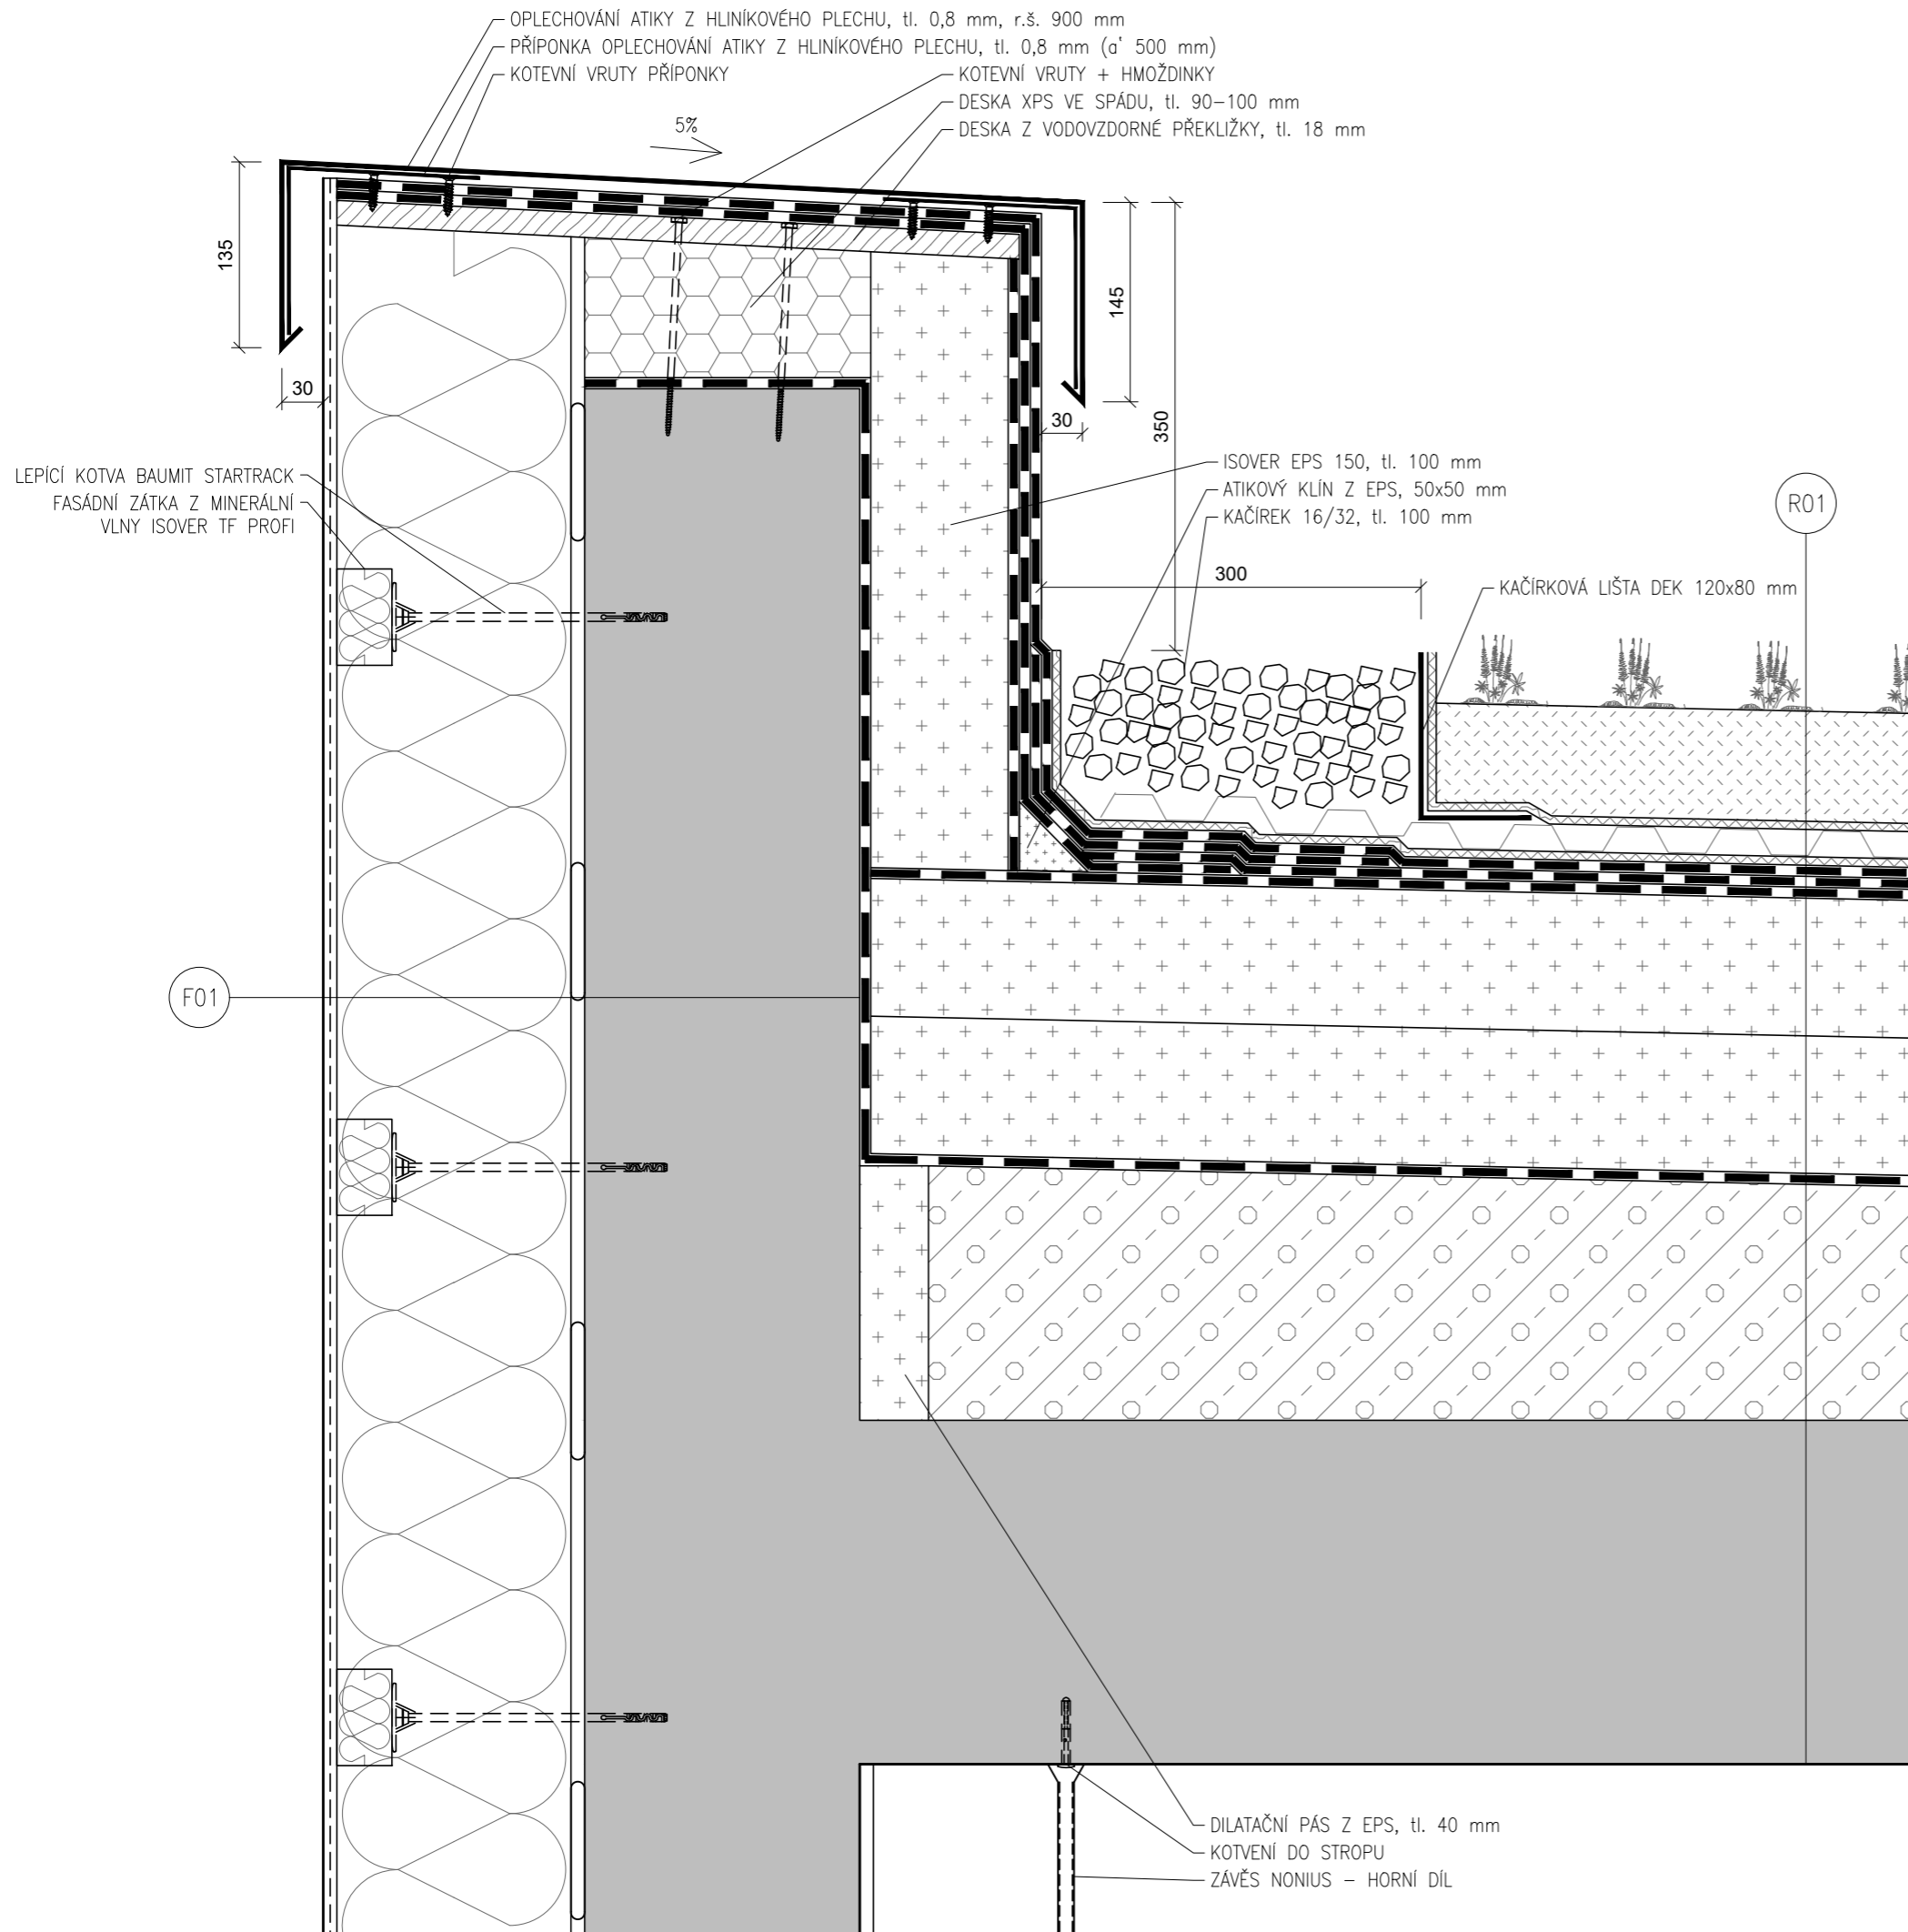 OPLECHOVÁNÍ ATIKY Z HLINÍKOVÉHO PLECHU, tl. 0,8 mm, r.š. 900 mm
PŘÍPONKA OPLECHOVÁNÍ ATIKY Z HLINÍKOVÉHO PLECHU, tl. 0,8 mm (a' 500 mm)
KOTEVNÍ VRUTY PŘÍPONKY
KOTEVNÍ VRUTY + HMOŽDINKY
DESKA XPS VE SPÁDU, tl. 90-100 mm
DESKA Z VODOVZDORNÉ PŘEKLIŽKY, tl. 18 mm
5%
135
145
30
30
350
LEPÍCÍ KOTVA BAUMIT STARTRACK
FASÁDNÍ ZÁTKA Z MINERÁLNÍ
VLNY ISOVER TF PROFI
ISOVER EPS 150, tl. 100 mm
ATIKOVÝ KLÍN Z EPS, 50x50 mm
KAČÍREK 16/32, tl. 100 mm
R01
300
KAČÍRKOVÁ LIŠTA DEK 120x80 mm
F01
DILATAČNÍ PÁS Z EPS, tl. 40 mm
KOTVENÍ DO STROPU
ZÁVĚS NONIUS – HORNÍ DÍL